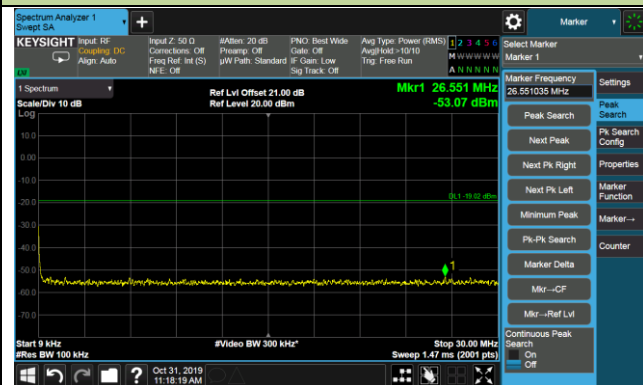 Spectrum Analyzer 1
Swept SA
Marker
KEYSIGHT
Input: RF
Coupling: DC
Align: Auto
Input Z: 50 Ω
Corrections: Off
Freq Ref: Int (S)
NFE: Off
#Atten: 20 dB
Preamp: Off
µW Path: Standard
PNO: Best Wide
Gate: Off
IF Gain: Low
Sig Track: Off
Avg Type: Power (RMS)
Avg|Hold:>10/10
Trig: Free Run
1 2 3 4 5 6
M W W W W W
A N N N N N
Select Marker
Marker 1
LXI
1 Spectrum
Scale/Div 10 dB
Log
Ref Lvl Offset 21.00 dB
Ref Level 20.00 dBm
Mkr1 26.551 MHz
-53.07 dBm
10.0
0.00
-10.0
-20.0
-30.0
-40.0
-50.0
-60.0
-70.0
DL1 -19.02 dBm
1
Start 9 kHz
#Res BW 100 kHz
#Video BW 300 kHz*
Stop 30.00 MHz
Sweep 1.47 ms (2001 pts)
Marker Frequency
26.551035 MHz
Peak Search
Next Peak
Next Pk Right
Next Pk Left
Minimum Peak
Pk-Pk Search
Marker Delta
Mkr→CF
Mkr→Ref Lvl
Continuous Peak
Search
On
Off
Settings
Peak
Search
Pk Search
Config
Properties
Marker
Function
Marker→
Counter
?
Oct 31, 2019
11:18:19 AM